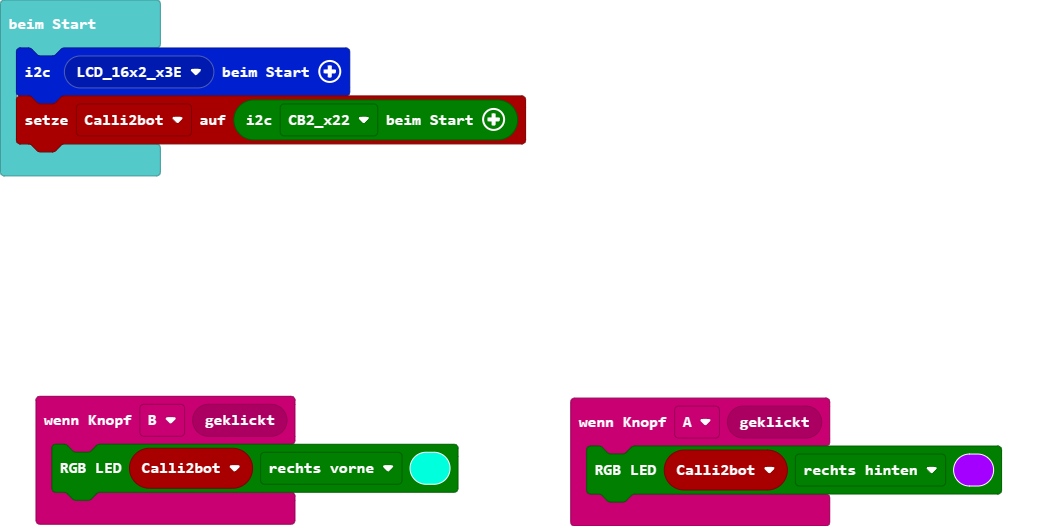 beim Start
i2c LCD_16x2_x3E beim Start
setze Calli2bot auf i2c CB2_x22 beim Start
wenn Knopf B geklickt
RGB LED Calli2bot rechts vorne
wenn Knopf A geklickt
RGB LED Calli2bot rechts hinten